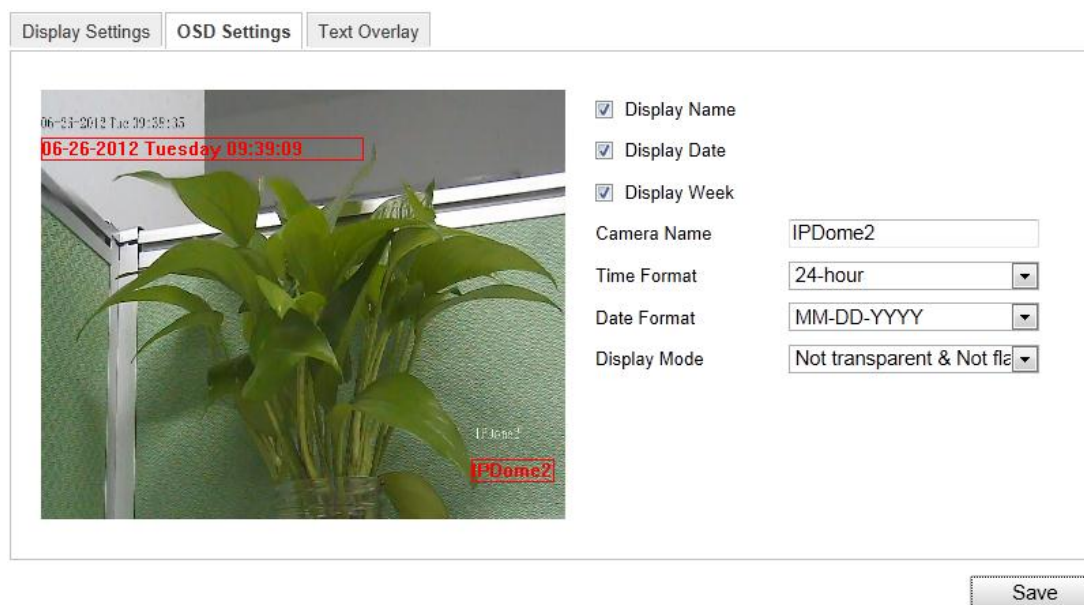 Display Settings
OSD Settings
Text Overlay
06-26-2012 Tuesday 09:39:09
IPDome2
Display Name
Display Date
Display Week
Camera Name
IPDome2
Time Format
24-hour
Date Format
MM-DD-YYYY
Display Mode
Not transparent & Not fla
Save